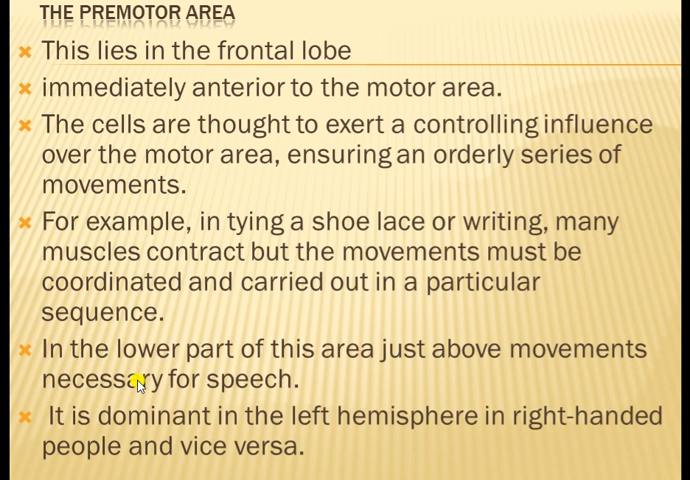 THE PREMOTOR AREA
This lies in the frontal lobe
immediately anterior to the motor area.
The cells are thought to exert a controlling influence
over the motor area, ensuring an orderly series of
movements.
For example, in tying a shoe lace or writing, many
muscles contract but the movements must be
coordinated and carried out in a particular
sequence.
In the lower part of this area just above movements
necessary for speech.
It is dominant in the left hemisphere in right-handed
people and vice versa.